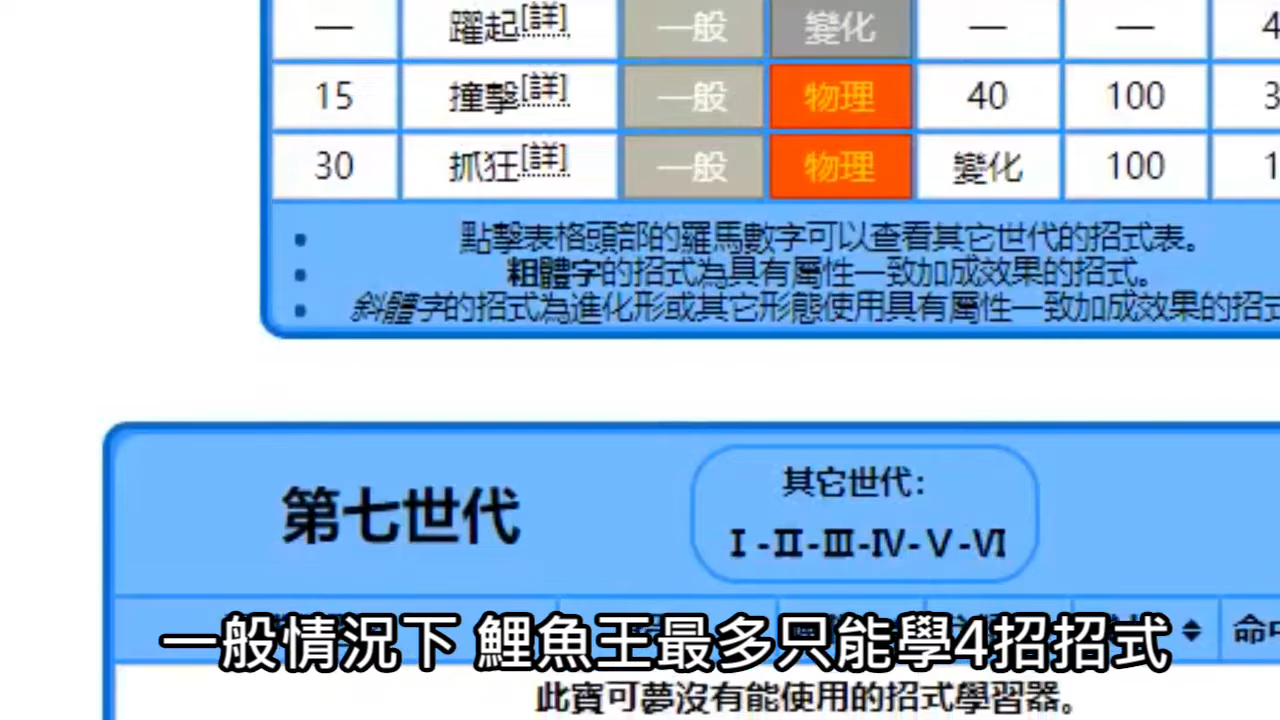 — 躍起[詳] 一般 變化 — — 4
15 撞擊[詳] 一般 物理 40 100 3
30 抓狂[詳] 一般 物理 變化 100 1
點擊表格頭部的羅馬數字可以查看其它世代的招式表。
粗體字的招式為具有屬性一致加成效果的招式。
斜體字的招式為進化形或其它形態使用具有屬性一致加成效果的招式
第七世代
其它世代：
Ⅰ-Ⅱ-Ⅲ-Ⅳ-Ⅴ-Ⅵ
命中
一般情況下 鯉魚王最多只能學4招招式
此寶可夢沒有能使用的招式學習器。